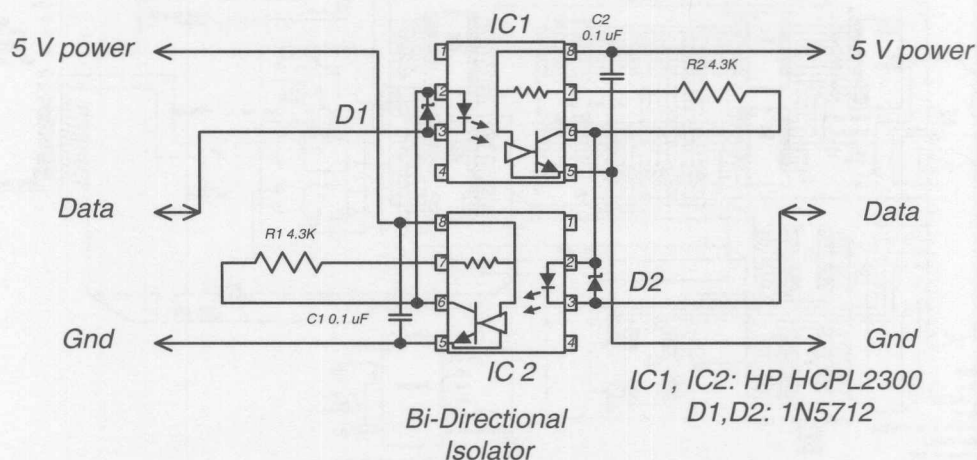 IC1
C2
0.1 uF
5 V power
5 V power
R2 4.3K
D1
1
2
3
4
8
7
6
5
Data
Data
R1 4.3K
8
7
6
5
1
2
3
4
D2
C1 0.1 uF
Gnd
Gnd
IC 2
IC1, IC2: HP HCPL2300
D1,D2: 1N5712
Bi-Directional
Isolator